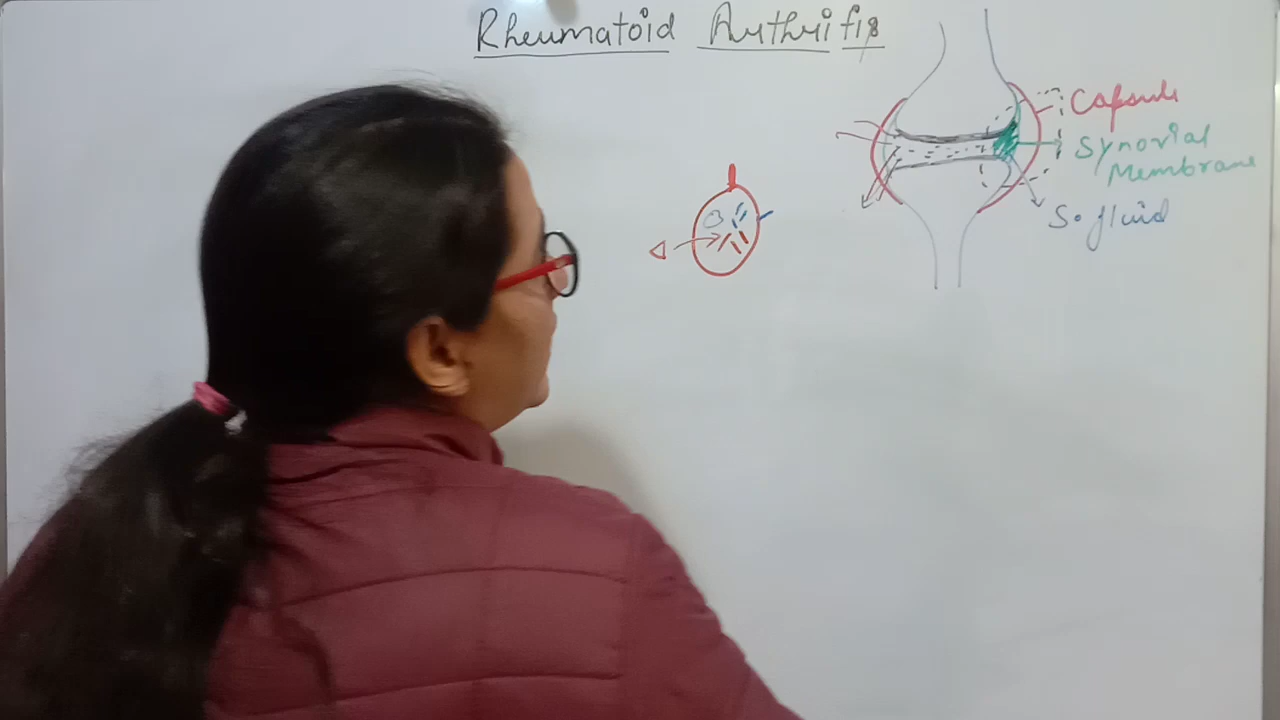 Rheumatoid Arthritis
Capsule
Synovial
Membrane
S. fluid